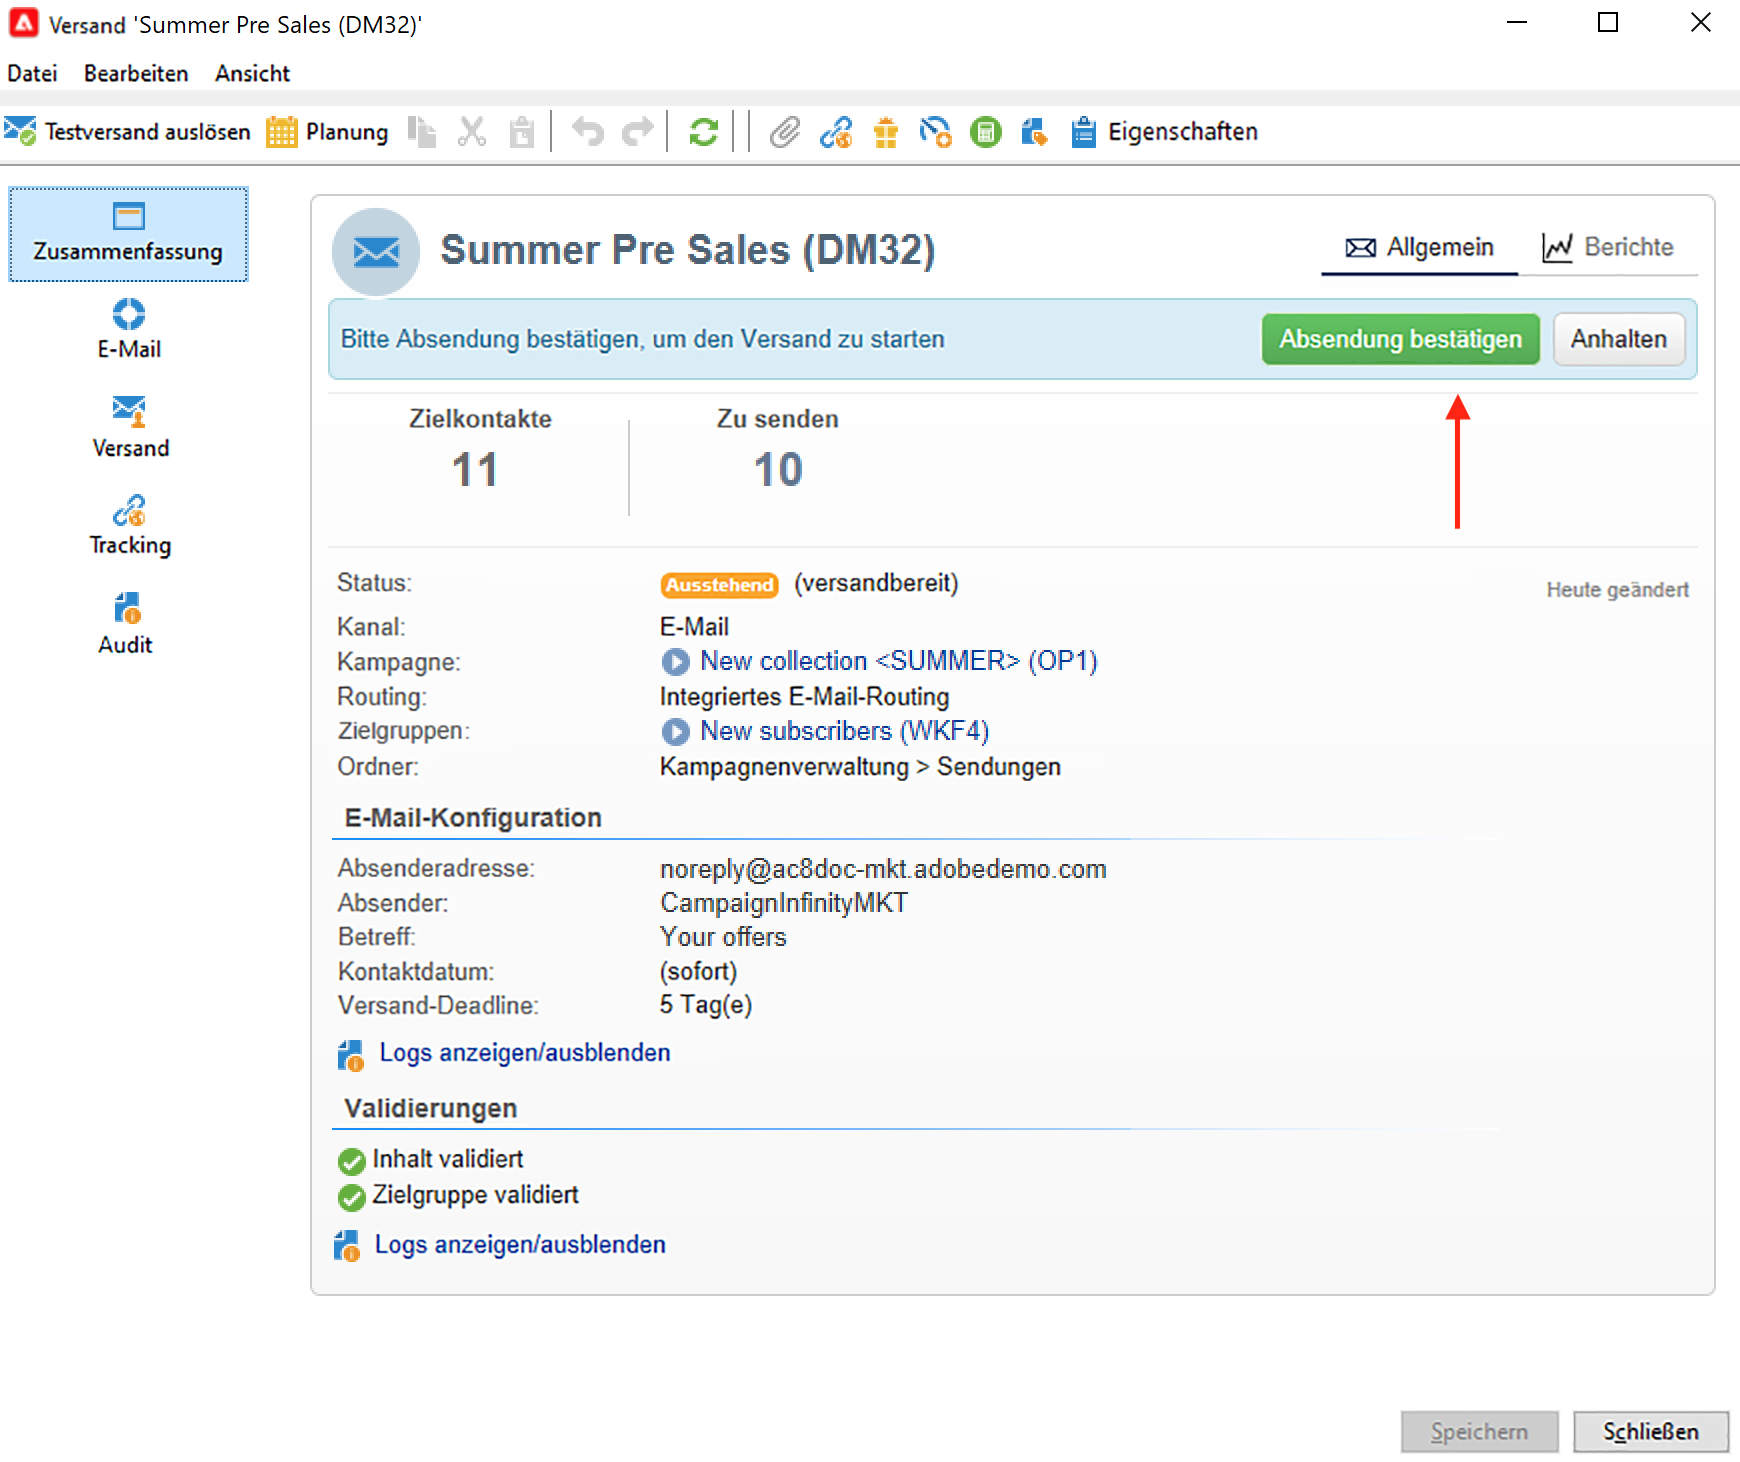 Versand 'Summer Pre Sales (DM32)'
Datei Bearbeiten Ansicht
Testversand auslösen Planung Eigenschaften
Zusammenfassung
E-Mail
Versand
Tracking
Audit
Summer Pre Sales (DM32)
Allgemein Berichte
Bitte Absendung bestätigen, um den Versand zu starten
Absendung bestätigen Anhalten
Zielkontakte Zu senden
11 10
Status: Ausstehend (versandbereit) Heute geändert
Kanal: E-Mail
Kampagne: New collection <SUMMER> (OP1)
Routing: Integriertes E-Mail-Routing
Zielgruppen: New subscribers (WKF4)
Ordner: Kampagnenverwaltung > Sendungen
E-Mail-Konfiguration
Absenderadresse: noreply@ac8doc-mkt.adobedemo.com
Absender: CampaignInfinityMKT
Betreff: Your offers
Kontaktdatum: (sofort)
Versand-Deadline: 5 Tag(e)
Logs anzeigen/ausblenden
Validierungen
Inhalt validiert
Zielgruppe validiert
Logs anzeigen/ausblenden
Speichern Schließen